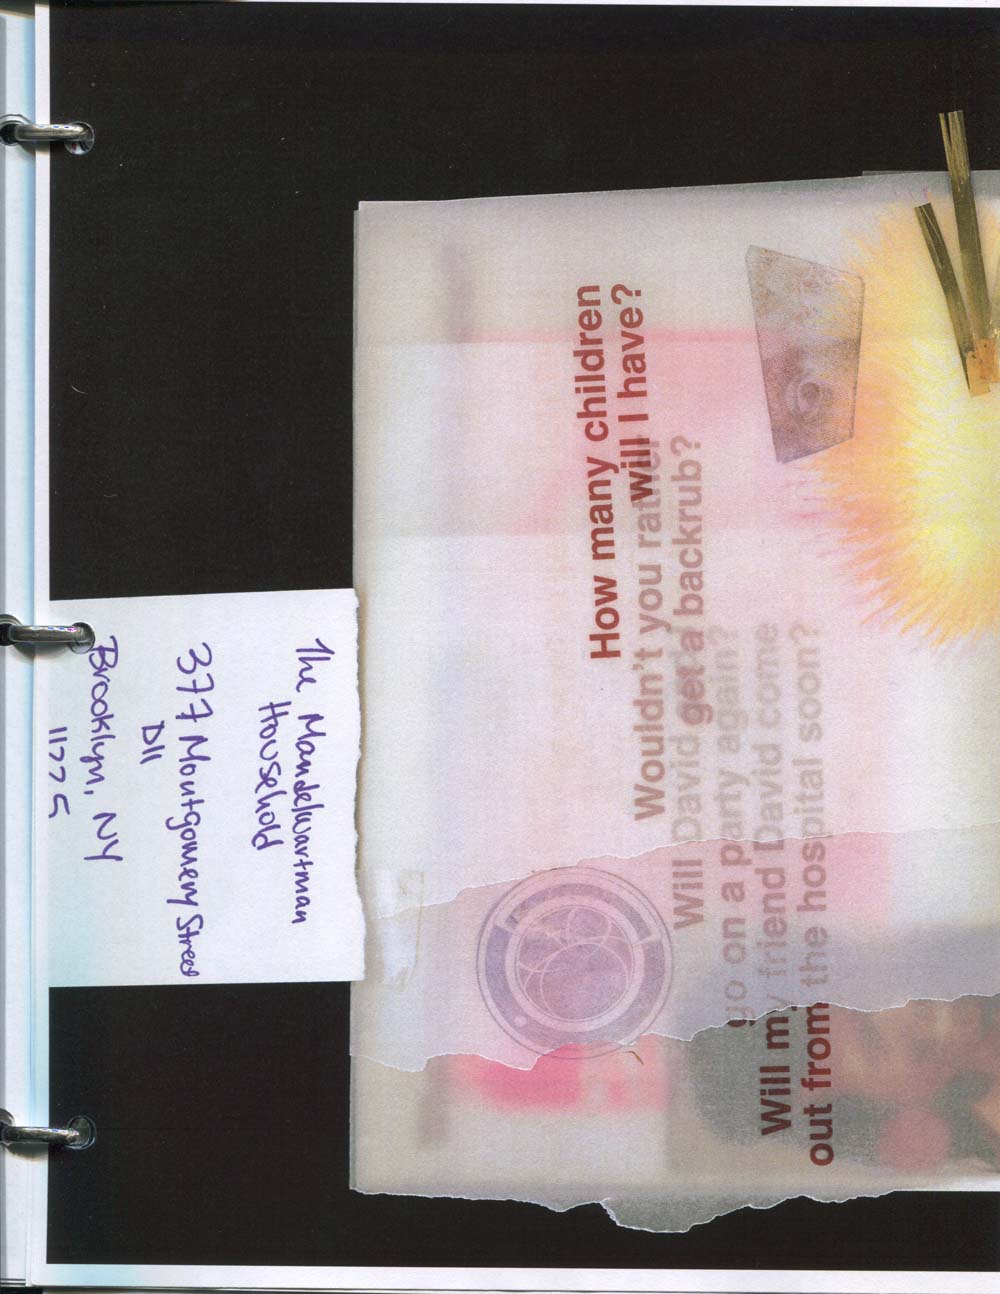 The Mandelwartman
Household
377 Montgomery Street
D11
Brooklyn, NY
11225
How many children
will I have?
Wouldn't you rather
get a backrub?
Will David
go on a party again?
Will my friend David come
out from the hospital soon?